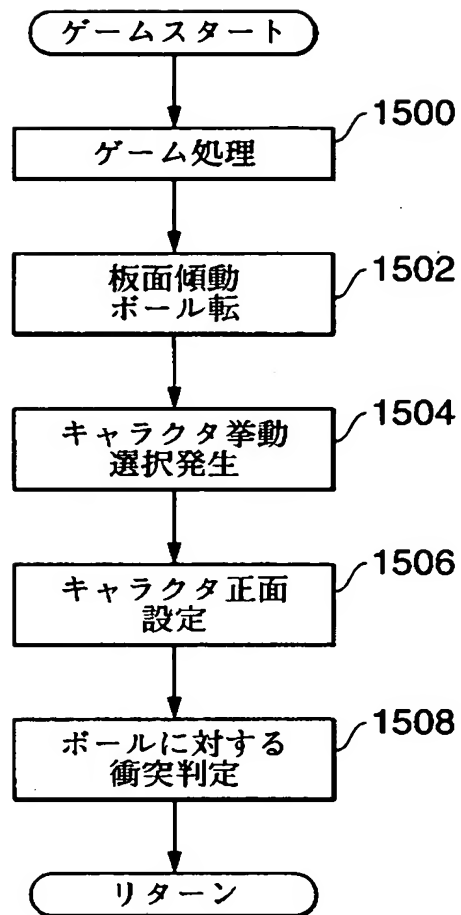 ゲームスタート
1500
ゲーム処理
1502
板面傾動
ボール転
1504
キャラクタ挙動
選択発生
1506
キャラクタ正面
設定
1508
ボールに対する
衝突判定
リターン